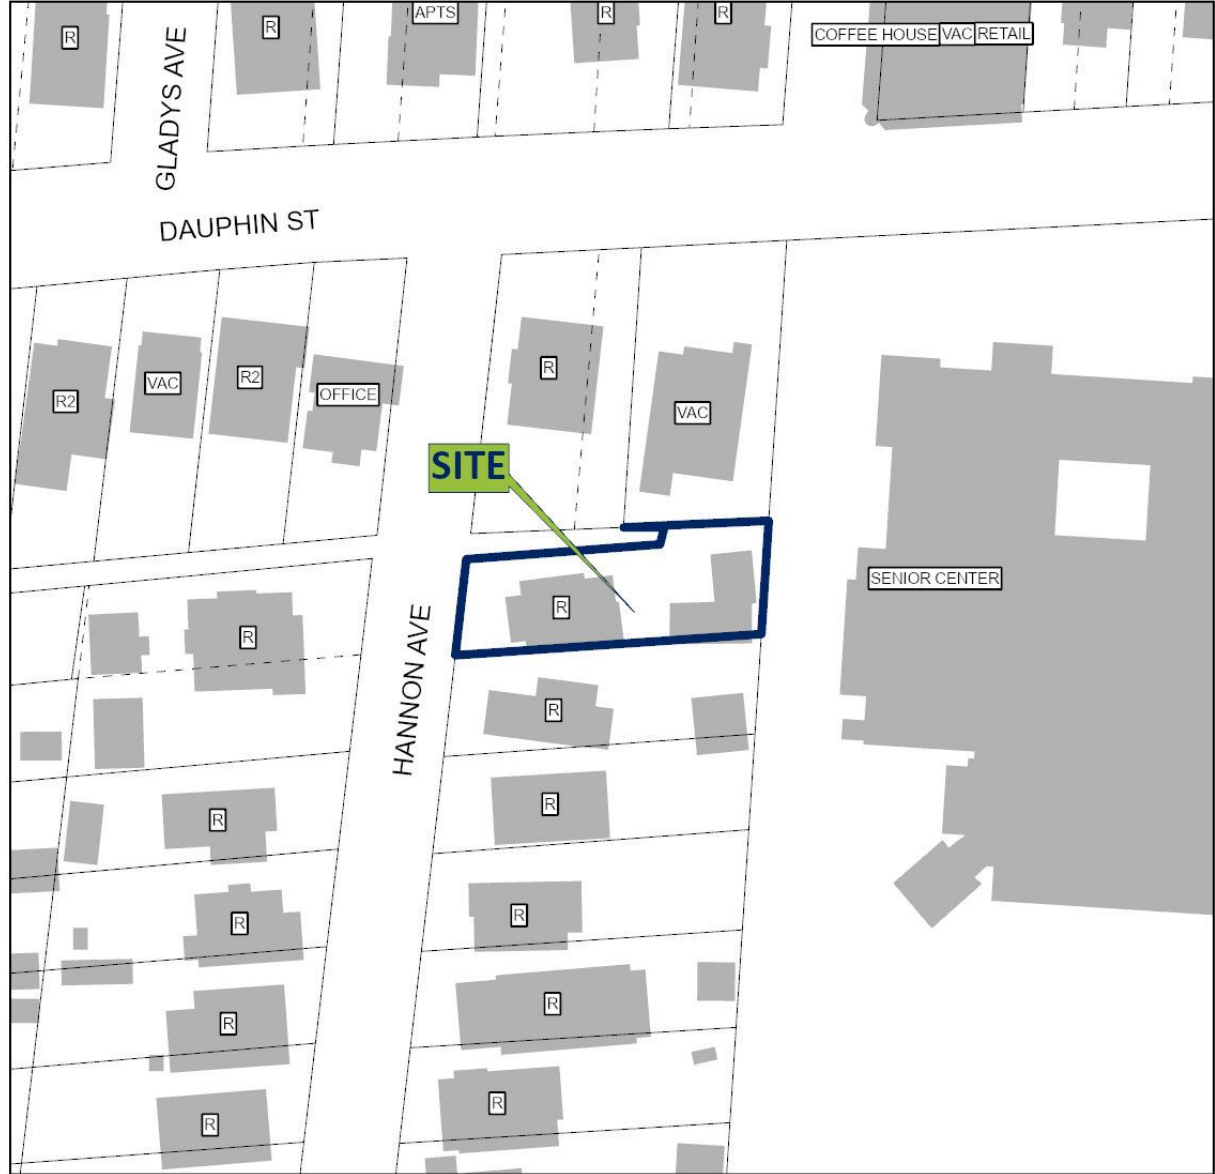 R
GLADYS AVE
R
APTS
R
R
COFFEE HOUSE
VAC
RETAIL
DAUPHIN ST
R2
VAC
R2
OFFICE
R
VAC
SITE
SENIOR CENTER
R
R
HANNON AVE
R
R
R
R
R
R
R
R
R
R